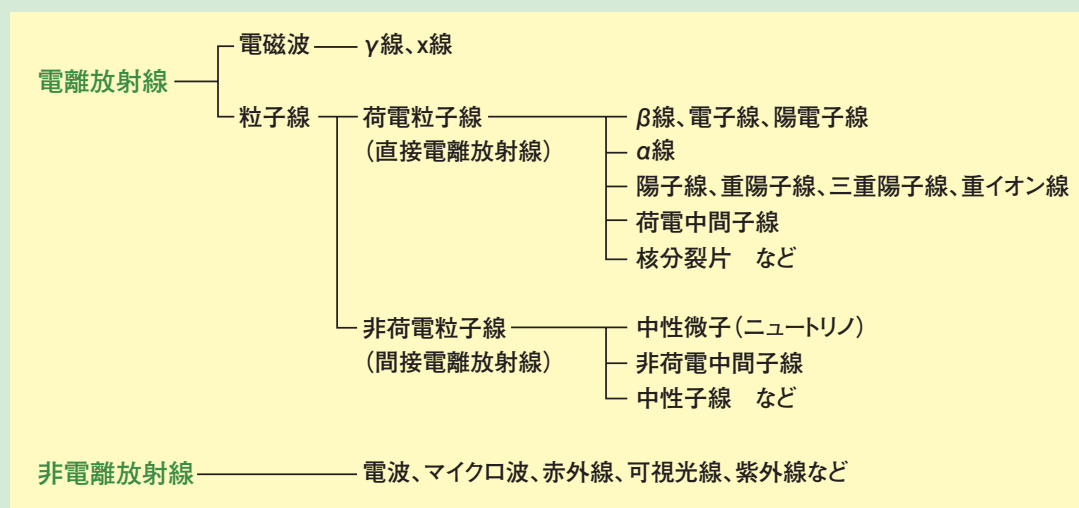 電離放射線
電磁波
γ線、x線
粒子線
荷電粒子線
(直接電離放射線)
β線、電子線、陽電子線
α線
陽子線、重陽子線、三重陽子線、重イオン線
荷電中間子線
核分裂片　など
非荷電粒子線
(間接電離放射線)
中性微子(ニュートリノ)
非荷電中間子線
中性子線　など
非電離放射線
電波、マイクロ波、赤外線、可視光線、紫外線など